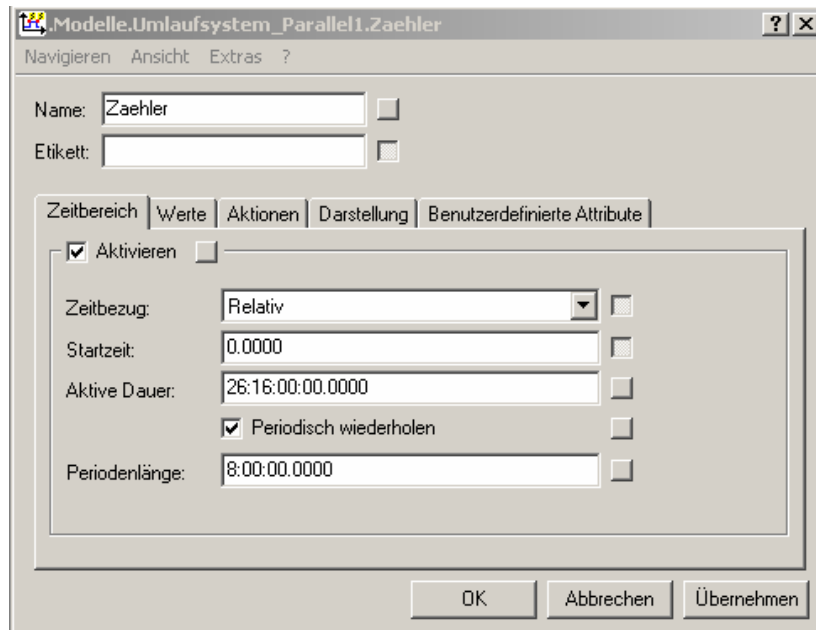 .Modelle.Umlaufsystem_Parallel1.Zaehler
Navigieren Ansicht Extras ?
Name: Zaehler
Etikett:
Zeitbereich Werte Aktionen Darstellung Benutzerdefinierte Attribute
Aktivieren
Zeitbezug: Relativ
Startzeit: 0.0000
Aktive Dauer: 26:16:00:00.0000
Periodisch wiederholen
Periodenlänge: 8:00:00.0000
OK Abbrechen Übernehmen